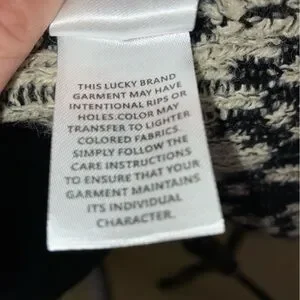 THIS LUCKY BRAND
GARMENT MAY HAVE
INTENTIONAL RIPS OR
HOLES.COLOR MAY
TRANSFER TO LIGHTER
COLORED FABRICS.
SIMPLY FOLLOW THE
CARE INSTRUCTIONS
TO ENSURE THAT YOUR
GARMENT MAINTAINS
ITS INDIVIDUAL
CHARACTER.